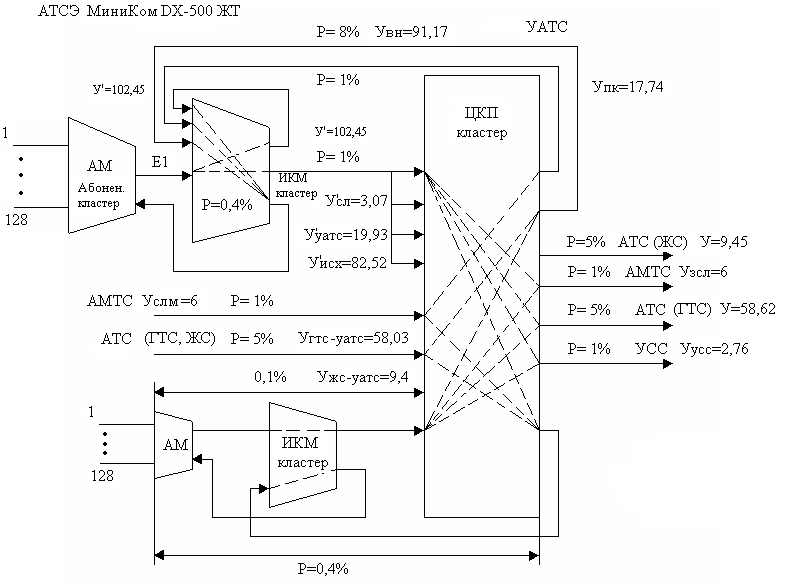 АТСЭ МиниКом DX-500 ЖТ
P= 8% Увн=91,17 УАТС
У'=102,45
P= 1%
Упк=17,74
ЦКП
кластер
У'=102,45
P= 1%
1
АМ
Абонен.
кластер
E1
ИКМ
кластер
P=0,4%
128
У'сл=3,07
У'уатс=19,93
У'исх=82,52
P=5% АТС (ЖС) У=9,45
P= 1% АМТС Узсл=6
P= 5% АТС (ГТС) У=58,62
P= 1% УСС Уусс=2,76
АМТС Услм=6 P= 1%
АТС (ГТС, ЖС) P= 5% Угтс-уатс=58,03
0,1% Ужс-уатс=9,4
1
АМ
128
ИКМ
кластер
P=0,4%